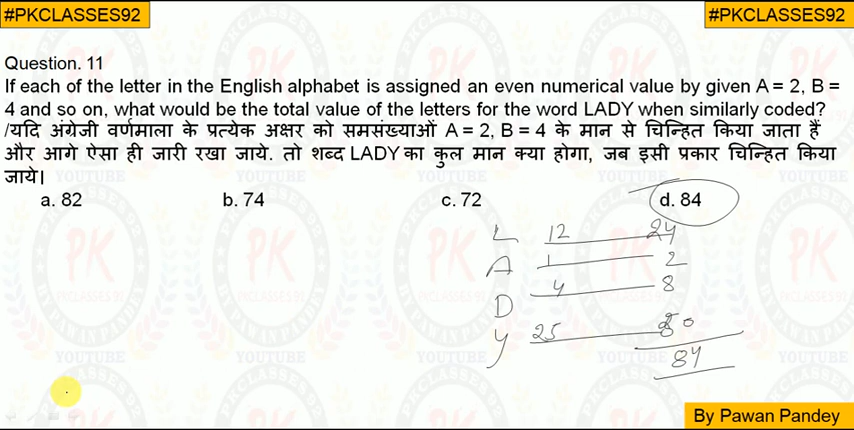 #PKCLASSES92 #PKCLASSES92
Question. 11
If each of the letter in the English alphabet is assigned an even numerical value by given A = 2, B =
4 and so on, what would be the total value of the letters for the word LADY when similarly coded?
/यदि अंग्रेजी वर्णमाला के प्रत्येक अक्षर को समसंख्याओं A = 2, B = 4 के मान से चिन्हित किया जाता हैं
और आगे ऐसा ही जारी रखा जाये. तो शब्द LADY का कुल मान क्या होगा, जब इसी प्रकार चिन्हित किया
जाये।
a. 82 b. 74 c. 72 d. 84
L 12 24
A 1 2
D 4 8
Y 25 50
84
By Pawan Pandey